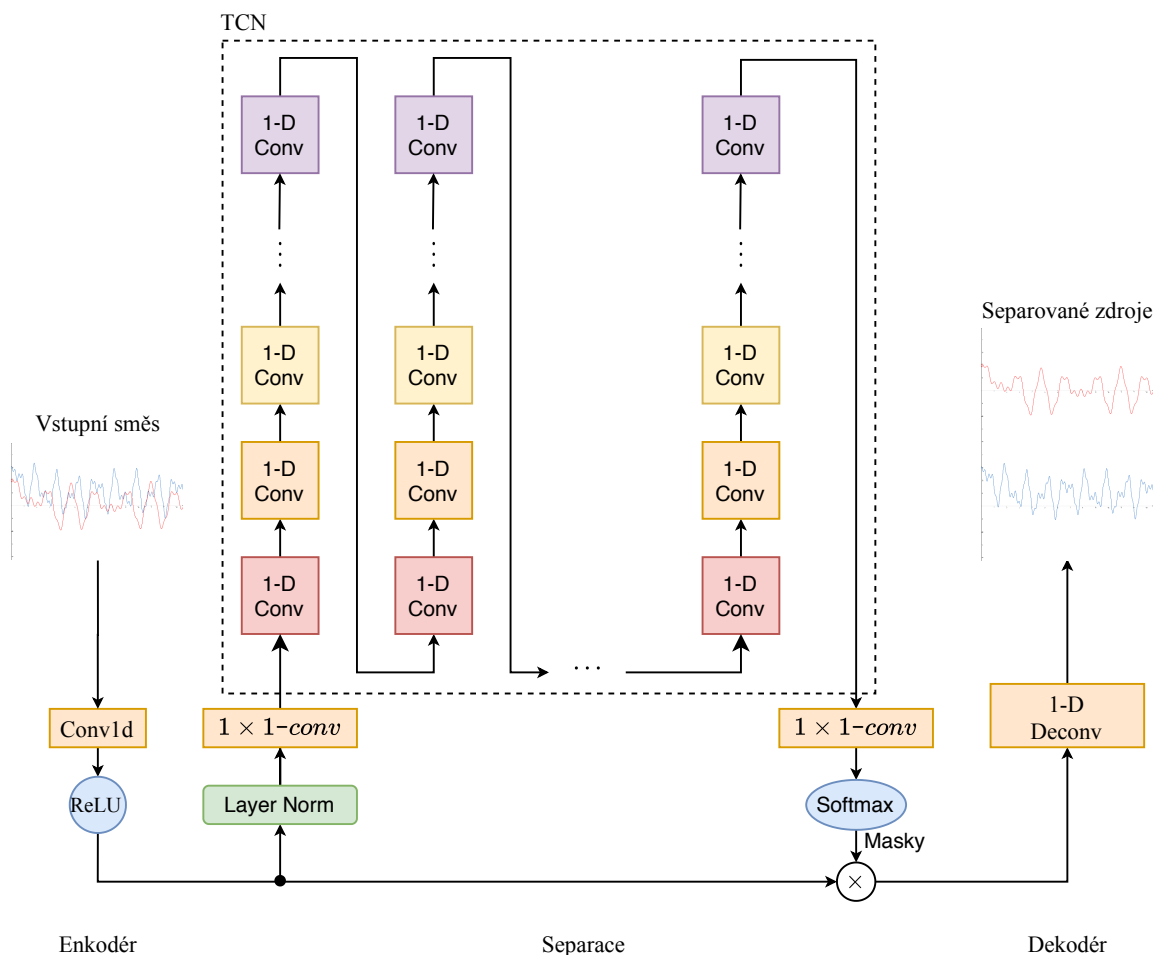 TCN
1-D
Conv
1-D
Conv
1-D
Conv
⋮
⋮
⋮
Separované zdroje
1-D
Conv
1-D
Conv
1-D
Conv
Vstupní směs
1-D
Conv
1-D
Conv
1-D
Conv
1-D
Conv
1-D
Conv
1-D
Conv
...
Conv1d
1 × 1-conv
1 × 1-conv
1-D
Deconv
ReLU
Layer Norm
Softmax
Masky
×
Enkodér
Separace
Dekodér